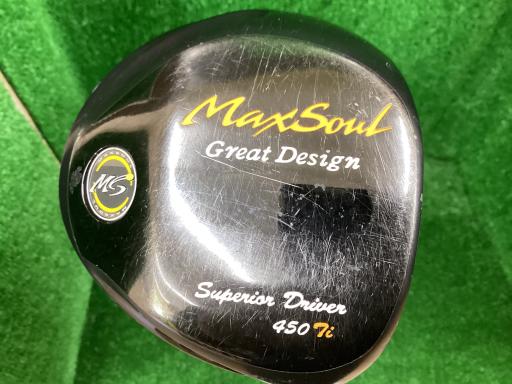 MaxSoul
Great Design
MS
Superior Driver
450 Ti